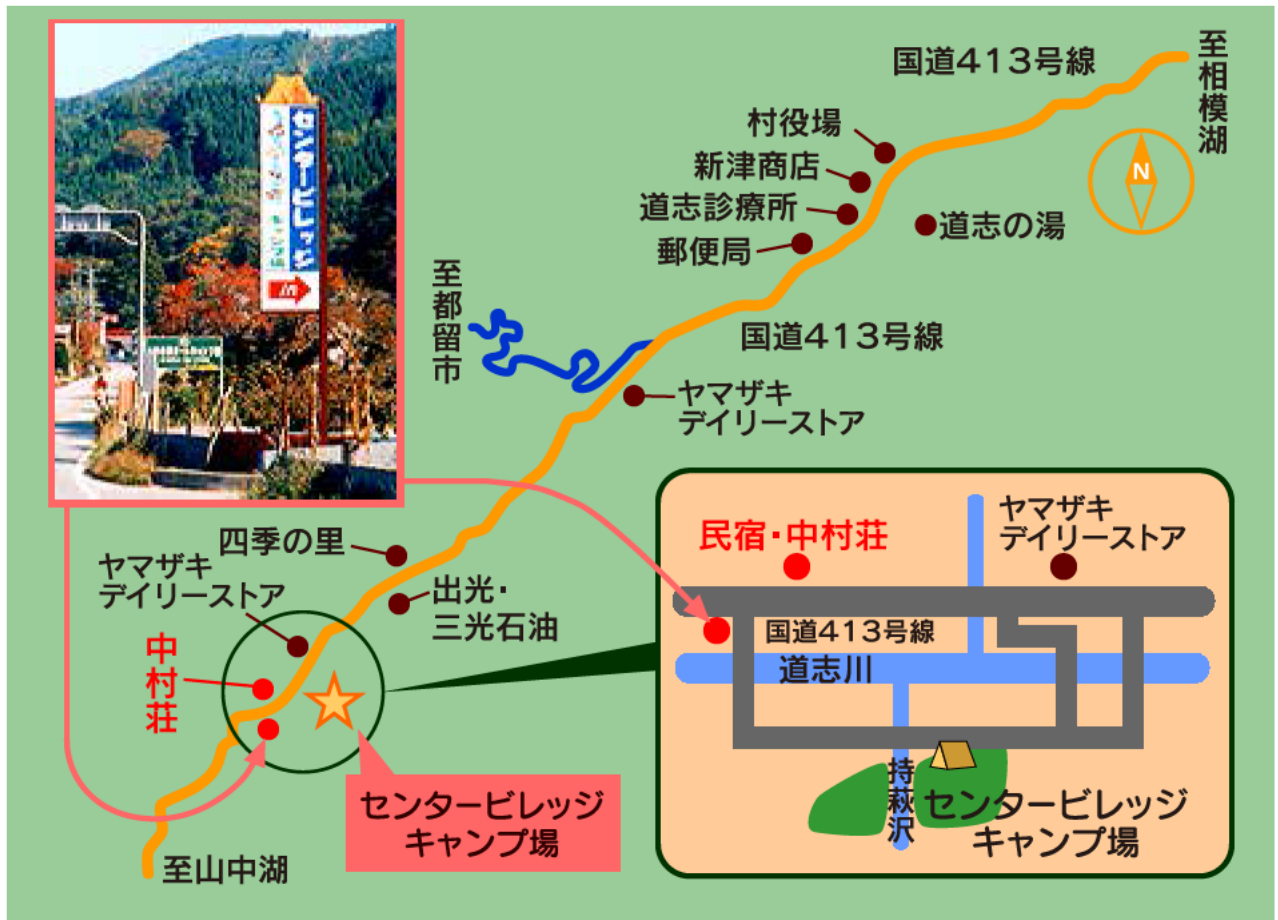 センタービレッジ
IN
国道413号線
至相模湖
村役場
新津商店
道志診療所
郵便局
N
道志の湯
至都留市
国道413号線
ヤマザキ
デイリーストア
四季の里
ヤマザキ
デイリーストア
出光・
三光石油
中村荘
センタービレッジ
キャンプ場
至山中湖
民宿・中村荘
ヤマザキ
デイリーストア
国道413号線
道志川
持萩沢
センタービレッジ
キャンプ場